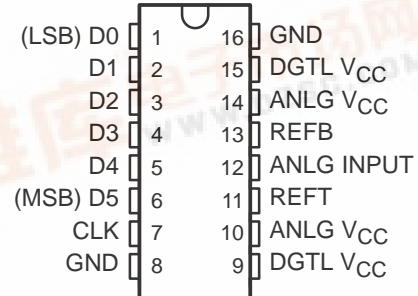 (LSB) D0 1 16 GND
D1 2 15 DGTL VCC
D2 3 14 ANLG VCC
D3 4 13 REFB
D4 5 12 ANLG INPUT
(MSB) D5 6 11 REFT
CLK 7 10 ANLG VCC
GND 8 9 DGTL VCC